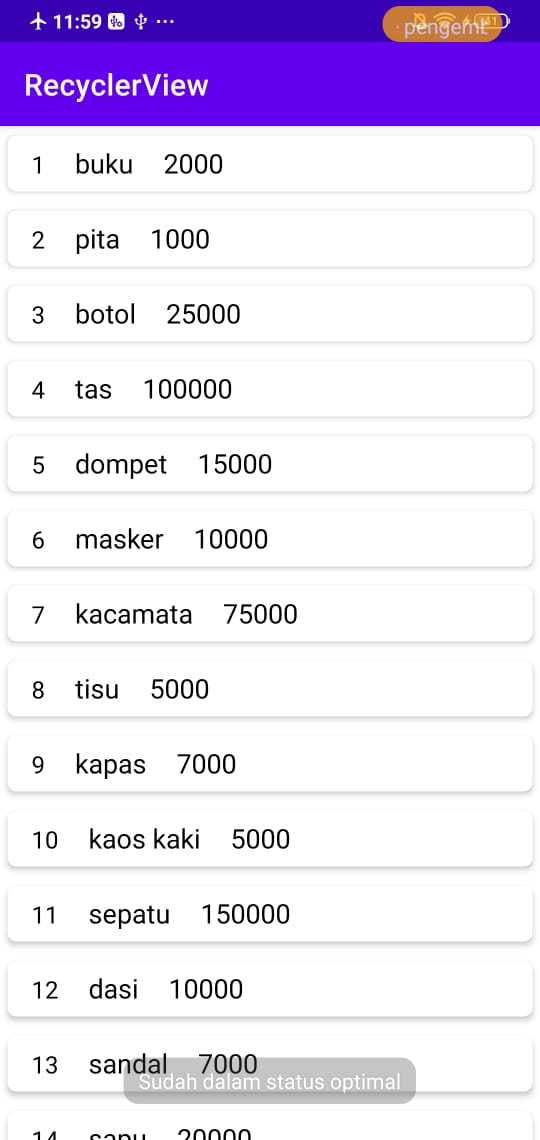 11:59 ...
pengemb
RecyclerView
1 buku 2000
2 pita 1000
3 botol 25000
4 tas 100000
5 dompet 15000
6 masker 10000
7 kacamata 75000
8 tisu 5000
9 kapas 7000
10 kaos kaki 5000
11 sepatu 150000
12 dasi 10000
13 sandal 7000
Sudah dalam status optimal
14 sapu 20000